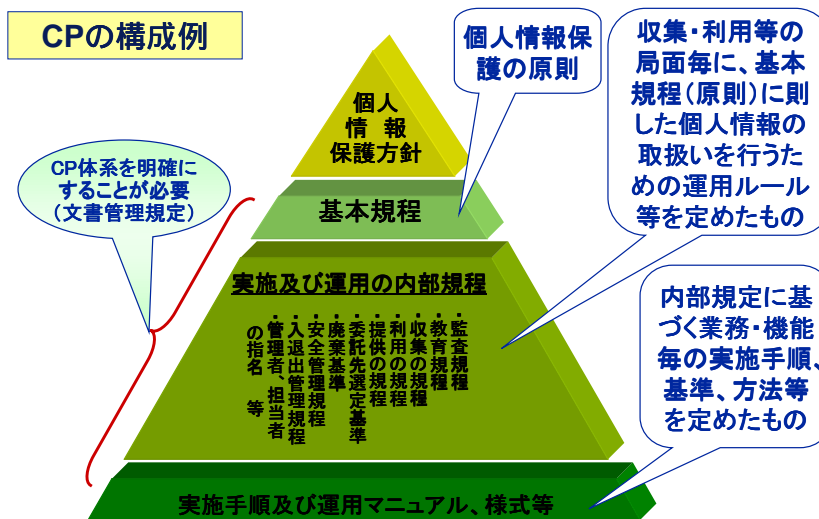 CPの構成例
個人情報保
護の原則
収集・利用等の
局面毎に、基本
規程(原則)に則
した個人情報の
取扱いを行うた
めの運用ルール
等を定めたもの
個人
情 報
保護方針
CP体系を明確に
することが必要
(文書管理規定)
基本規程
実施及び運用の内部規程
・監査規程
・教育規程
・収集の規程
・利用の規程
・提供の規程
・委託先選定基準
・廃棄基準
・安全管理規程
・入退出管理規程
・管理者、担当者
の指名 等
内部規定に基
づく業務・機能
毎の実施手順、
基準、方法等
を定めたもの
実施手順及び運用マニュアル、様式等